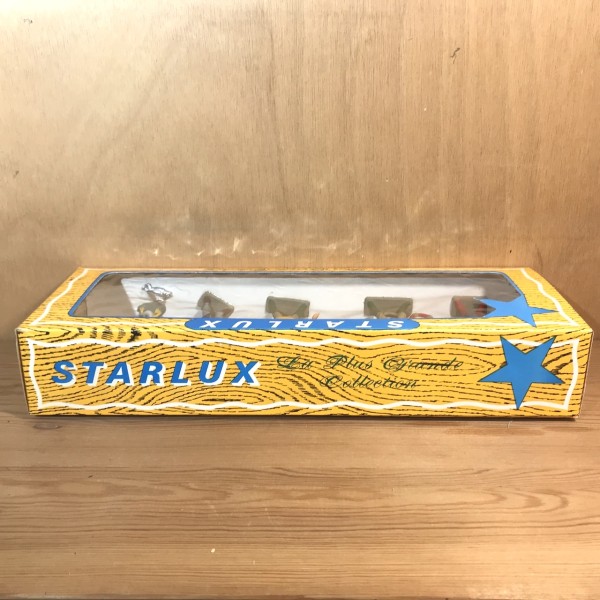 STARLUX
STARLUX
La Plus Grande
Collection